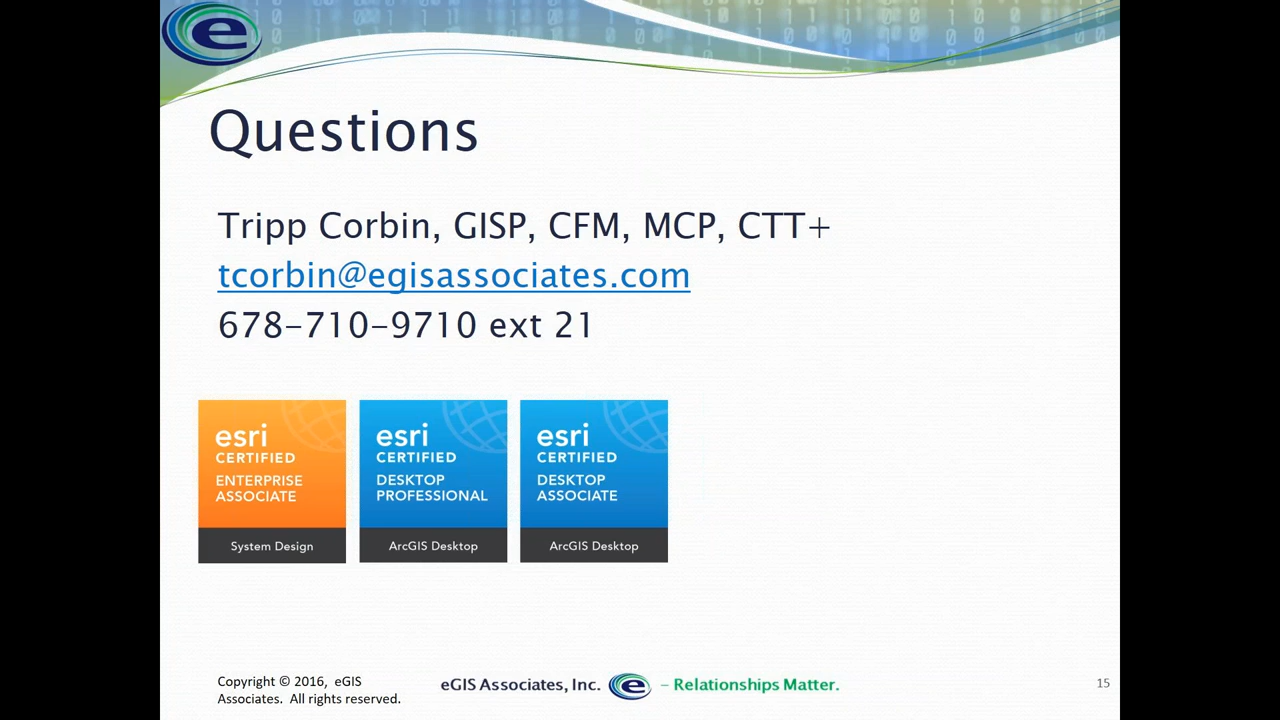 e
Questions
Tripp Corbin, GISP, CFM, MCP, CTT+
tcorbin@egisassociates.com
678-710-9710 ext 21
esri
CERTIFIED
ENTERPRISE
ASSOCIATE
System Design
esri
CERTIFIED
DESKTOP
PROFESSIONAL
ArcGIS Desktop
esri
CERTIFIED
DESKTOP
ASSOCIATE
ArcGIS Desktop
Copyright © 2016, eGIS
Associates. All rights reserved.
eGIS Associates, Inc. e – Relationships Matter.
15